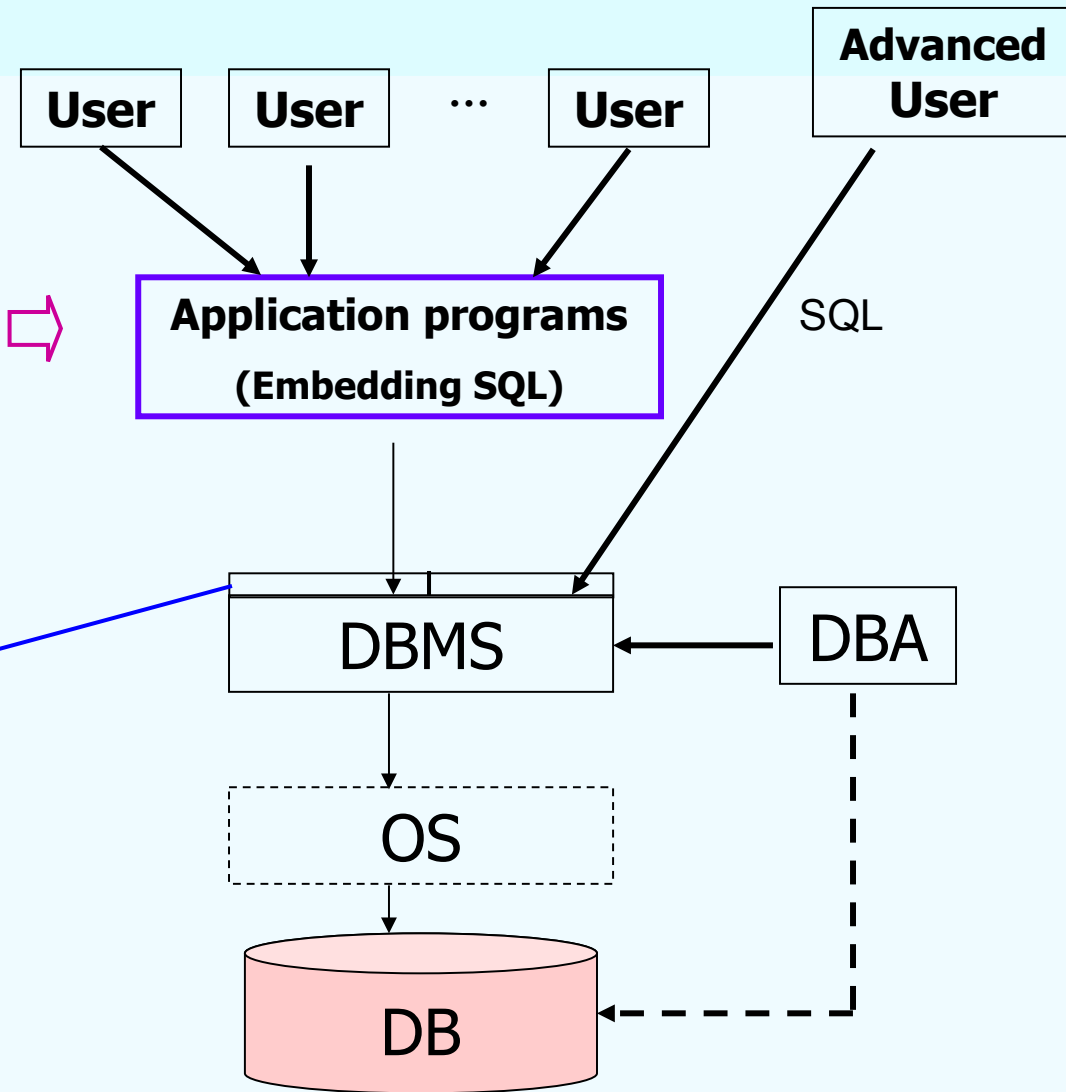 Advanced
User
User
User
...
User
Application programs
(Embedding SQL)
SQL
DBMS
DBA
OS
DB